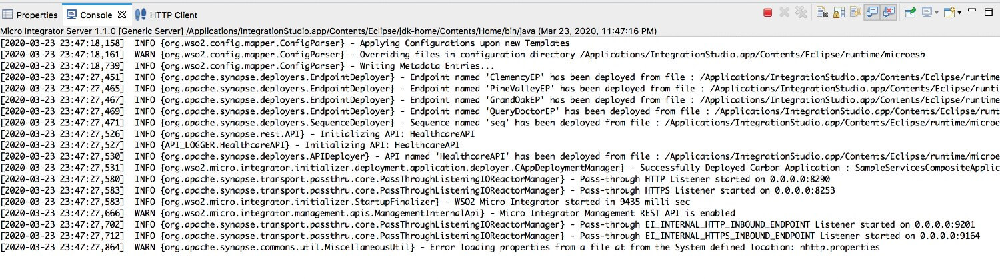 Properties Console HTTP Client
Micro Integrator Server 1.1.0 [Generic Server] /Applications/IntegrationStudio.app/Contents/Eclipse/jdk-home/Contents/Home/bin/java (Mar 23, 2020, 11:47:16 PM)
[2020-03-23 23:47:18,158] INFO {org.wso2.config.mapper.ConfigParser} - Applying Configurations upon new Templates
[2020-03-23 23:47:18,161] WARN {org.wso2.config.mapper.ConfigParser} - Overriding files in configuration directory /Applications/IntegrationStudio.app/Contents/Eclipse/runtime/microesb
[2020-03-23 23:47:18,739] INFO {org.wso2.config.mapper.ConfigParser} - Writing Metadata Entries...
[2020-03-23 23:47:27,451] INFO {org.apache.synapse.deployers.EndpointDeployer} - Endpoint named 'ClemencyEP' has been deployed from file : /Applications/IntegrationStudio.app/Contents/Eclipse/runtime
[2020-03-23 23:47:27,465] INFO {org.apache.synapse.deployers.EndpointDeployer} - Endpoint named 'PineValleyEP' has been deployed from file : /Applications/IntegrationStudio.app/Contents/Eclipse/runti
[2020-03-23 23:47:27,467] INFO {org.apache.synapse.deployers.EndpointDeployer} - Endpoint named 'GrandOakEP' has been deployed from file : /Applications/IntegrationStudio.app/Contents/Eclipse/runtime
[2020-03-23 23:47:27,469] INFO {org.apache.synapse.deployers.EndpointDeployer} - Endpoint named 'QueryDoctorEP' has been deployed from file : /Applications/IntegrationStudio.app/Contents/Eclipse/runt
[2020-03-23 23:47:27,471] INFO {org.apache.synapse.deployers.SequenceDeployer} - Sequence named 'seq' has been deployed from file : /Applications/IntegrationStudio.app/Contents/Eclipse/runtime/microe
[2020-03-23 23:47:27,526] INFO {org.apache.synapse.rest.API} - Initializing API: HealthcareAPI
[2020-03-23 23:47:27,527] INFO {API_LOGGER.HealthcareAPI} - Initializing API: HealthcareAPI
[2020-03-23 23:47:27,530] INFO {org.apache.synapse.deployers.APIDeployer} - API named 'HealthcareAPI' has been deployed from file : /Applications/IntegrationStudio.app/Contents/Eclipse/runtime/microe
[2020-03-23 23:47:27,531] INFO {org.wso2.micro.integrator.initializer.deployment.application.deployer.CAppDeploymentManager} - Successfully Deployed Carbon Application : SampleServicesCompositeApplic
[2020-03-23 23:47:27,580] INFO {org.apache.synapse.transport.passthru.core.PassThroughListeningIOReactorManager} - Pass-through HTTP Listener started on 0.0.0.0:8290
[2020-03-23 23:47:27,583] INFO {org.apache.synapse.transport.passthru.core.PassThroughListeningIOReactorManager} - Pass-through HTTPS Listener started on 0.0.0.0:8253
[2020-03-23 23:47:27,583] INFO {org.wso2.micro.integrator.initializer.StartupFinalizer} - WSO2 Micro Integrator started in 9435 milli sec
[2020-03-23 23:47:27,666] WARN {org.wso2.micro.integrator.management.apis.ManagementInternalApi} - Micro Integrator Management REST API is enabled
[2020-03-23 23:47:27,702] INFO {org.apache.synapse.transport.passthru.core.PassThroughListeningIOReactorManager} - Pass-through EI_INTERNAL_HTTP_INBOUND_ENDPOINT Listener started on 0.0.0.0:9201
[2020-03-23 23:47:27,712] INFO {org.apache.synapse.transport.passthru.core.PassThroughListeningIOReactorManager} - Pass-through EI_INTERNAL_HTTPS_INBOUND_ENDPOINT Listener started on 0.0.0.0:9164
[2020-03-23 23:47:27,864] WARN {org.apache.synapse.commons.util.MiscellaneousUtil} - Error loading properties from a file at from the System defined location: nhttp.properties